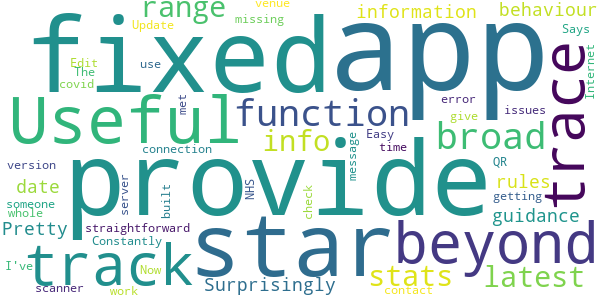 range
information
behaviour
missing
venue
Update
Says
fixed
app
Edit
The
covid
use
Internet
trace
Useful
met
function
error
issues
give
broad
info
Easy
time
connection
message
QR
version
provide
getting
rules
date
server
built
NHS
check
someone
whole
guidance
Pretty
straightforward
star
beyond
Constantly
I've
track
Now
Surprisingly
stats
latest
scanner
work
contact